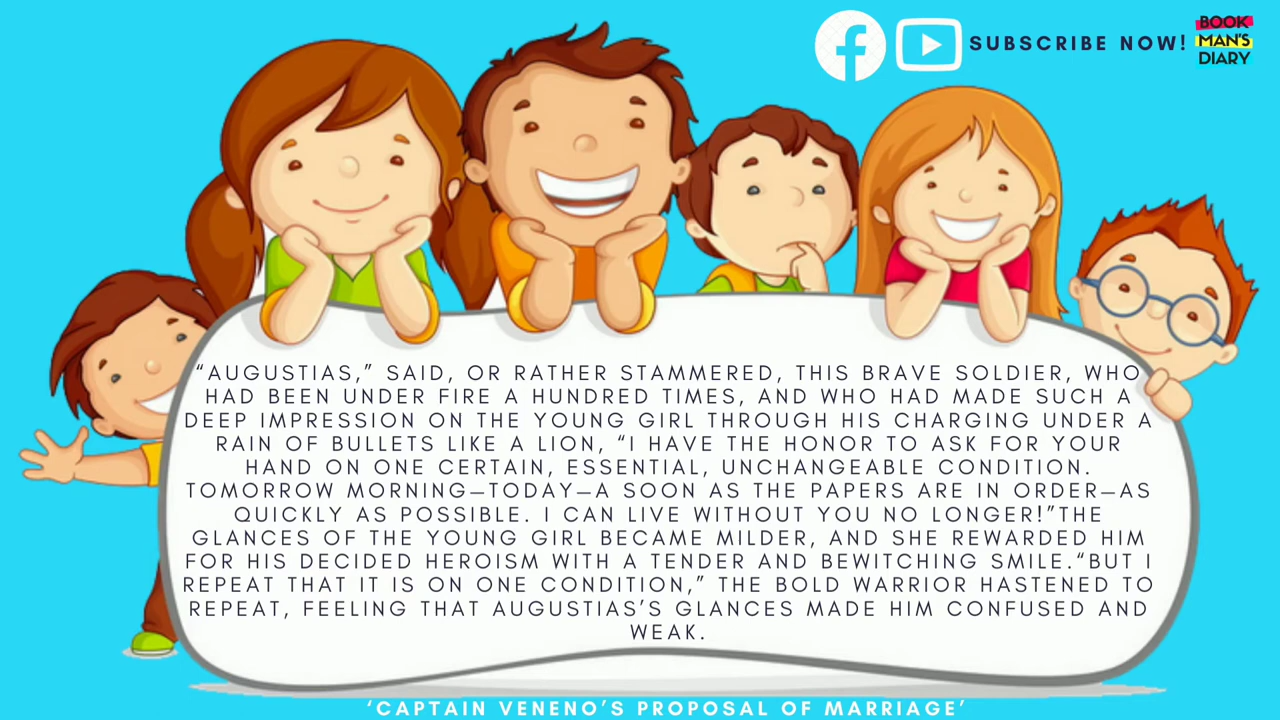 SUBSCRIBE NOW!
BOOK
MAN'S
DIARY
“AUGUSTIAS,” SAID, OR RATHER STAMMERED, THIS BRAVE SOLDIER, WHO
HAD BEEN UNDER FIRE A HUNDRED TIMES, AND WHO HAD MADE SUCH A
DEEP IMPRESSION ON THE YOUNG GIRL THROUGH HIS CHARGING UNDER A
RAIN OF BULLETS LIKE A LION, “I HAVE THE HONOR TO ASK FOR YOUR
HAND ON ONE CERTAIN, ESSENTIAL, UNCHANGEABLE CONDITION.
TOMORROW MORNING—TODAY—A SOON AS THE PAPERS ARE IN ORDER—AS
QUICKLY AS POSSIBLE. I CAN LIVE WITHOUT YOU NO LONGER!”THE
GLANCES OF THE YOUNG GIRL BECAME MILDER, AND SHE REWARDED HIM
FOR HIS DECIDED HEROISM WITH A TENDER AND BEWITCHING SMILE.“BUT I
REPEAT THAT IT IS ON ONE CONDITION,” THE BOLD WARRIOR HASTENED TO
REPEAT, FEELING THAT AUGUSTIAS’S GLANCES MADE HIM CONFUSED AND
WEAK.
‘CAPTAIN VENENO’S PROPOSAL OF MARRIAGE’